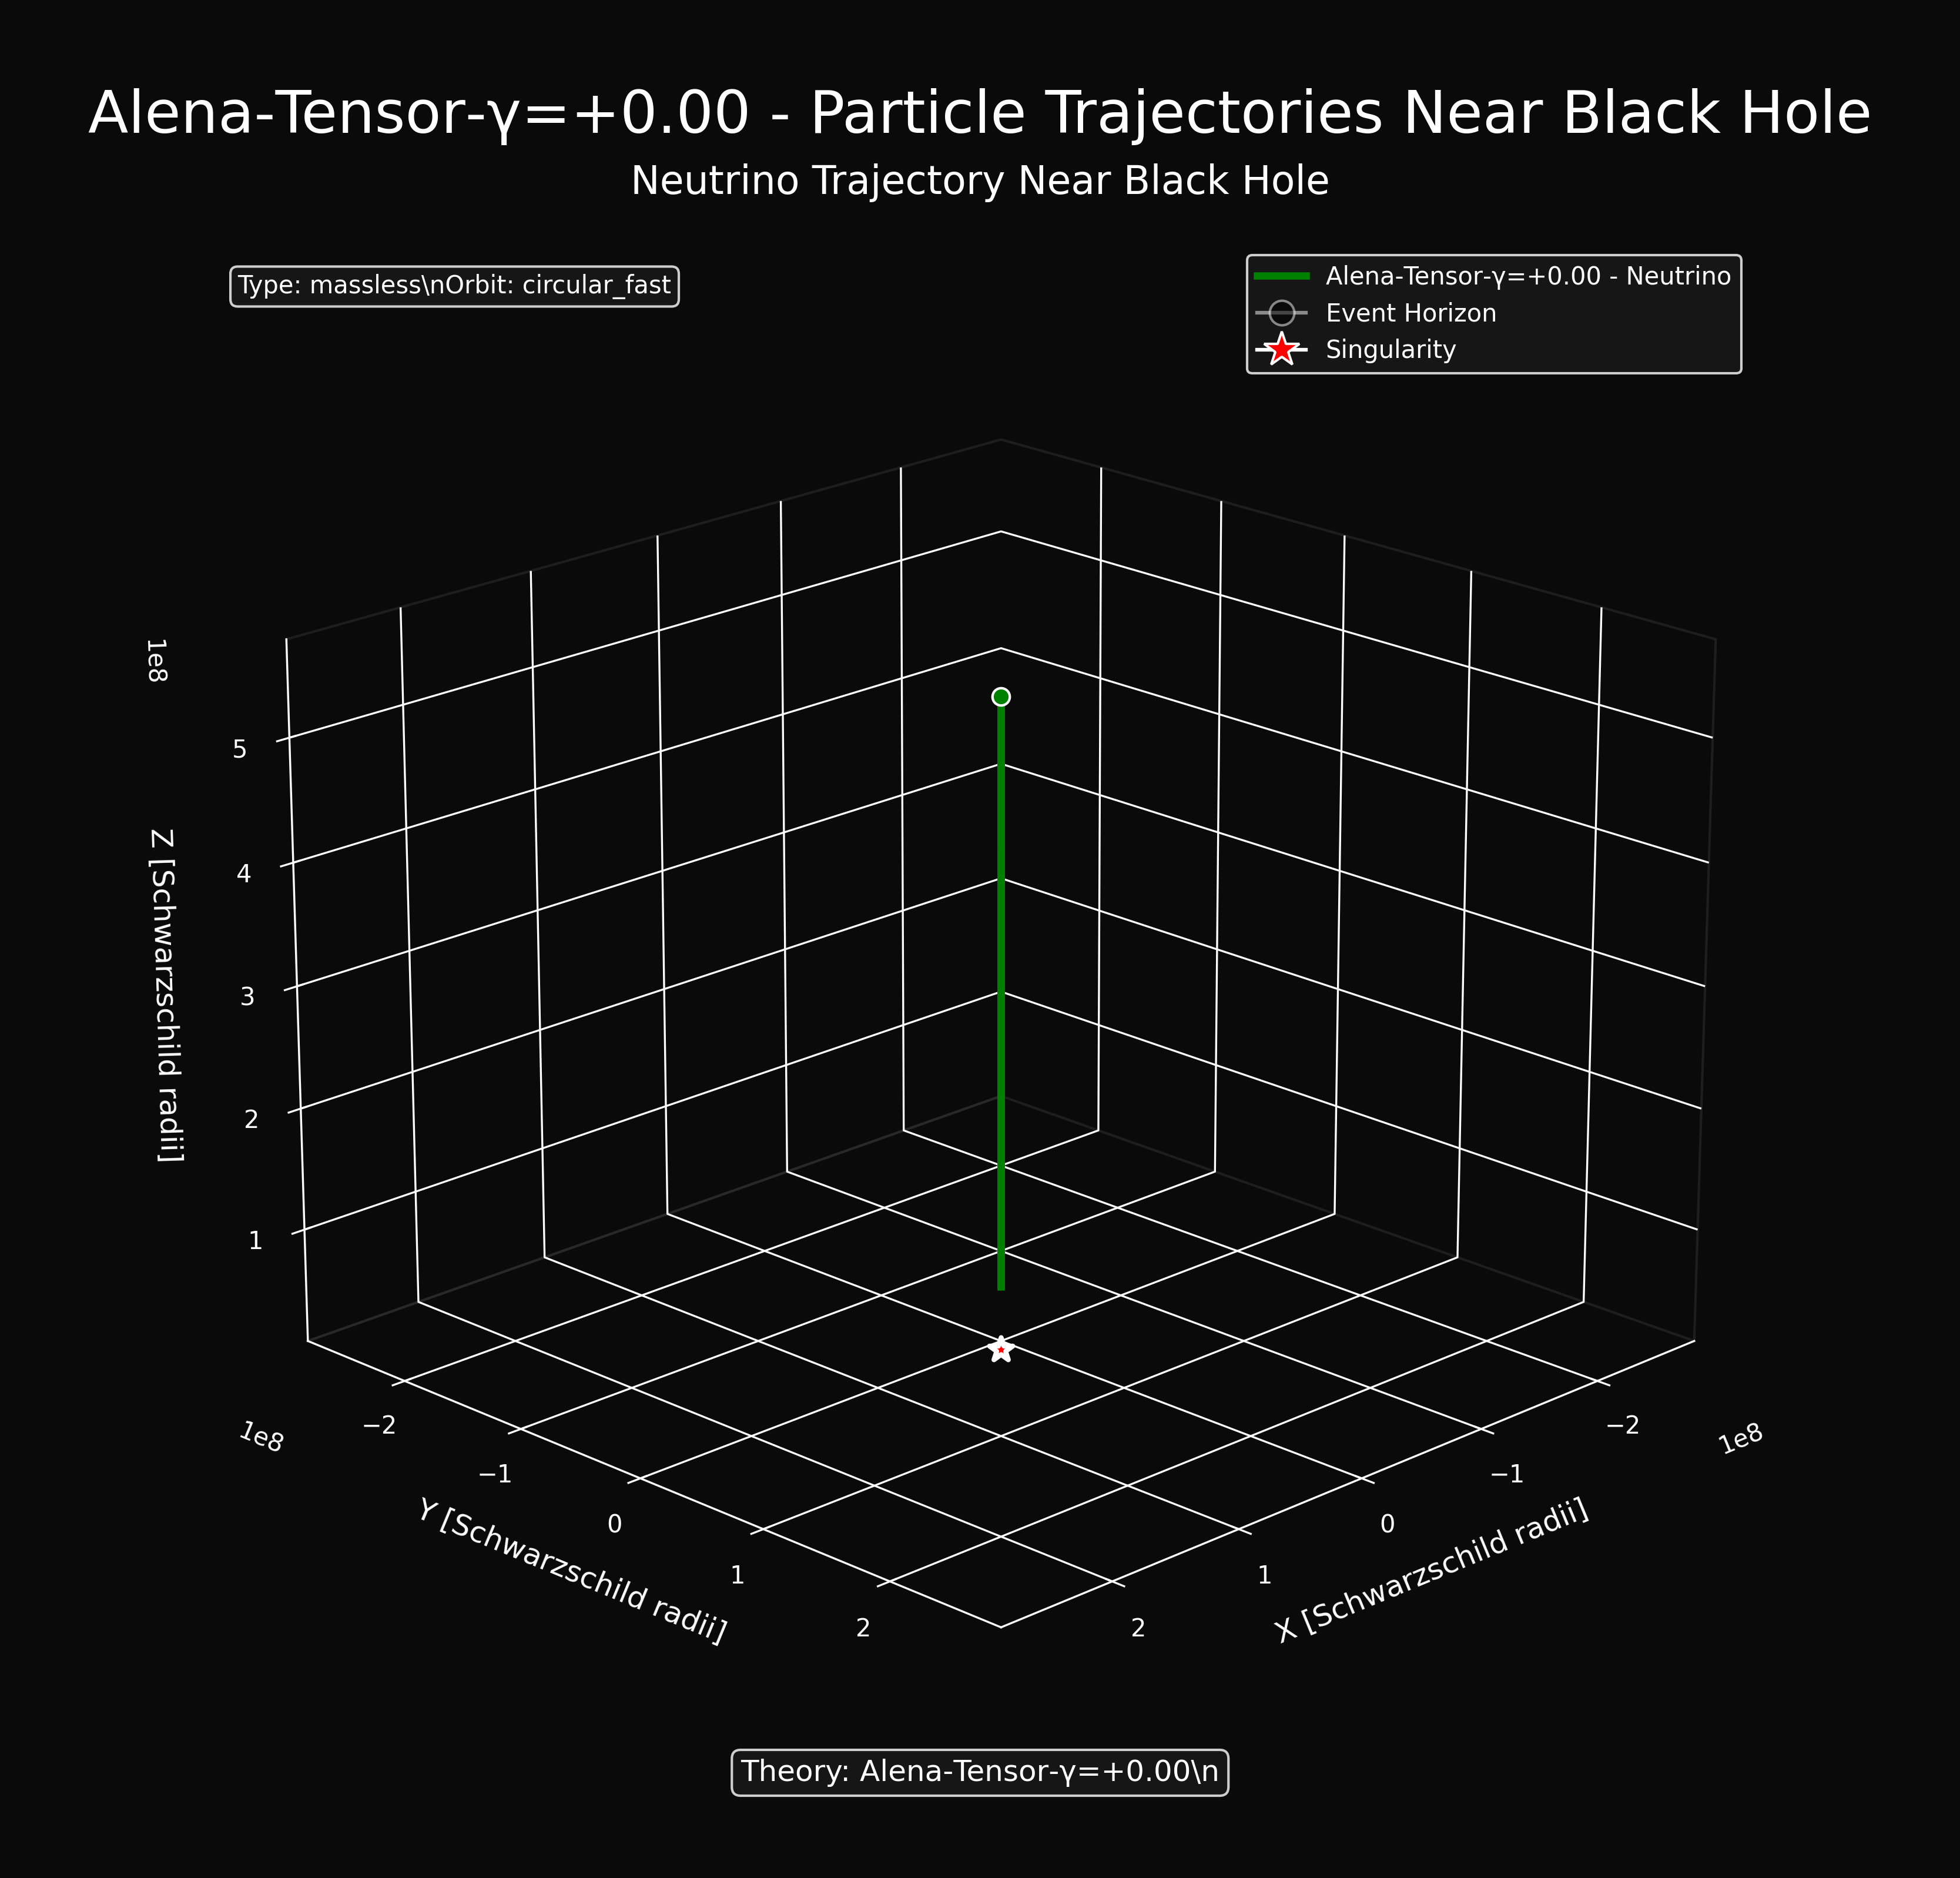 Alena-Tensor-γ=+0.00 - Particle Trajectories Near Black Hole
Neutrino Trajectory Near Black Hole
Type: massless\nOrbit: circular_fast
Alena-Tensor-γ=+0.00 - Neutrino
Event Horizon
Singularity
1e8
5
4
3
2
1
Z [Schwarzschild radii]
1e8
−2
−1
0
1
2
Y [Schwarzschild radii]
1e8
−2
−1
0
1
2
X [Schwarzschild radii]
Theory: Alena-Tensor-γ=+0.00\n